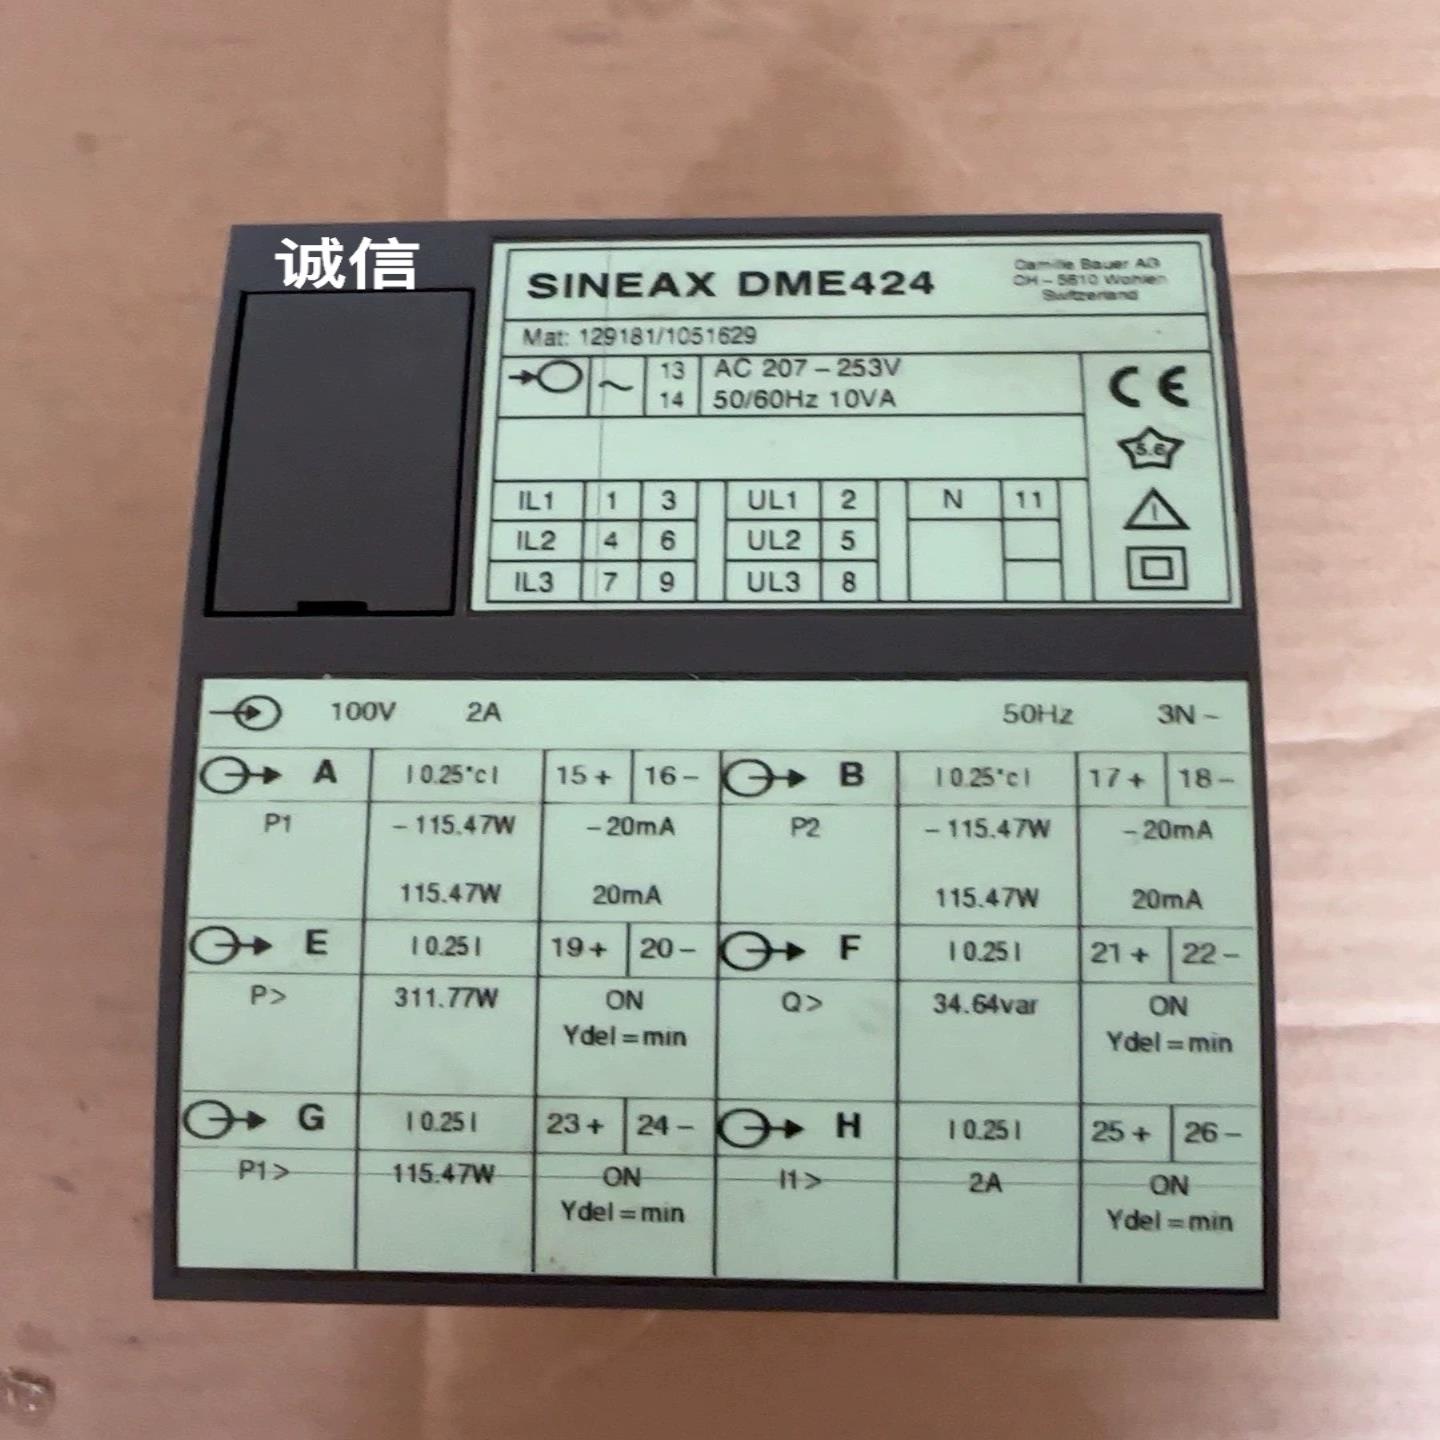 诚信
SINEAX DME424
Camille Bauer AG
CH-5610 Wohlen
Switzerland
Mat: 129181/1051629
~ 13 AC 207-253V
14 50/60Hz 10VA
CE
5.6
IL1 1 3 UL1 2 N 11
IL2 4 6 UL2 5
IL3 7 9 UL3 8
100V 2A 50Hz 3N~
A | 0.25*c | 15+ 16- B | 0.25*c | 17+ 18-
P1 -115.47W -20mA P2 -115.47W -20mA
115.47W 20mA 115.47W 20mA
E | 0.25 | 19+ 20- F | 0.25 | 21+ 22-
P> 311.77W ON Q> 34.64var ON
Ydel=min Ydel=min
G | 0.25 | 23+ 24- H | 0.25 | 25+ 26-
P1> 115.47W ON I1> 2A ON
Ydel=min Ydel=min